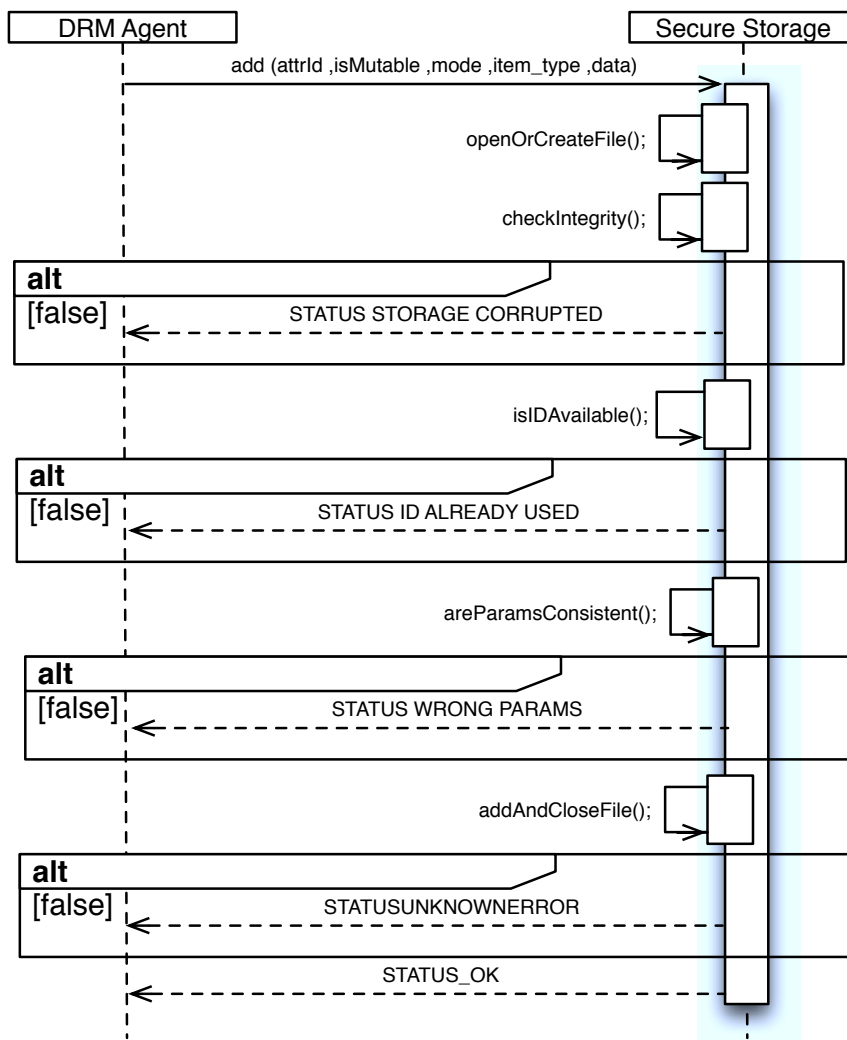 DRM Agent
Secure Storage
add (attrId ,isMutable ,mode ,item_type ,data)
openOrCreateFile();
checkIntegrity();
alt
[false]
STATUS STORAGE CORRUPTED
isIDAvailable();
alt
[false]
STATUS ID ALREADY USED
areParamsConsistent();
alt
[false]
STATUS WRONG PARAMS
addAndCloseFile();
alt
[false]
STATUSUNKNOWNERROR
STATUS_OK